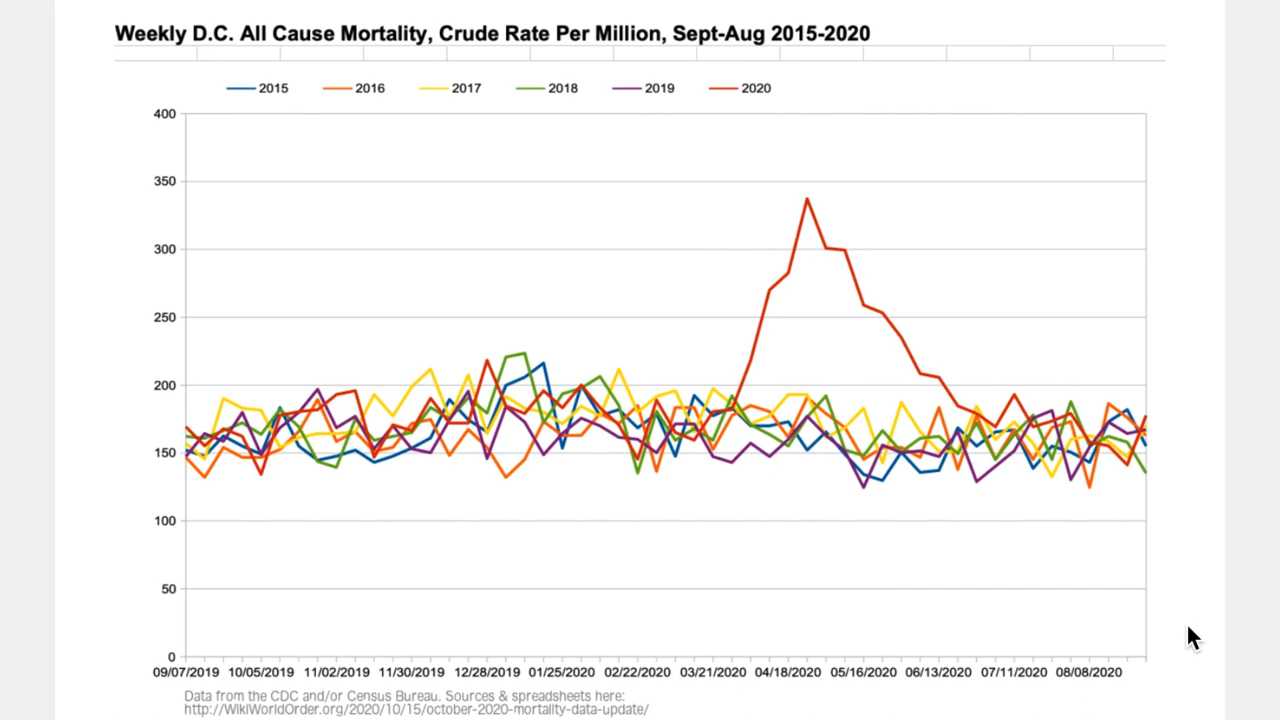 Weekly D.C. All Cause Mortality, Crude Rate Per Million, Sept-Aug 2015-2020
2015 2016 2017 2018 2019 2020
400
350
300
250
200
150
100
50
0
09/07/2019 10/05/2019 11/02/2019 11/30/2019 12/28/2019 01/25/2020 02/22/2020 03/21/2020 04/18/2020 05/16/2020 06/13/2020 07/11/2020 08/08/2020
Data from the CDC and/or Census Bureau. Sources & spreadsheets here:
http://WikiWorldOrder.org/2020/10/15/october-2020-mortality-data-update/